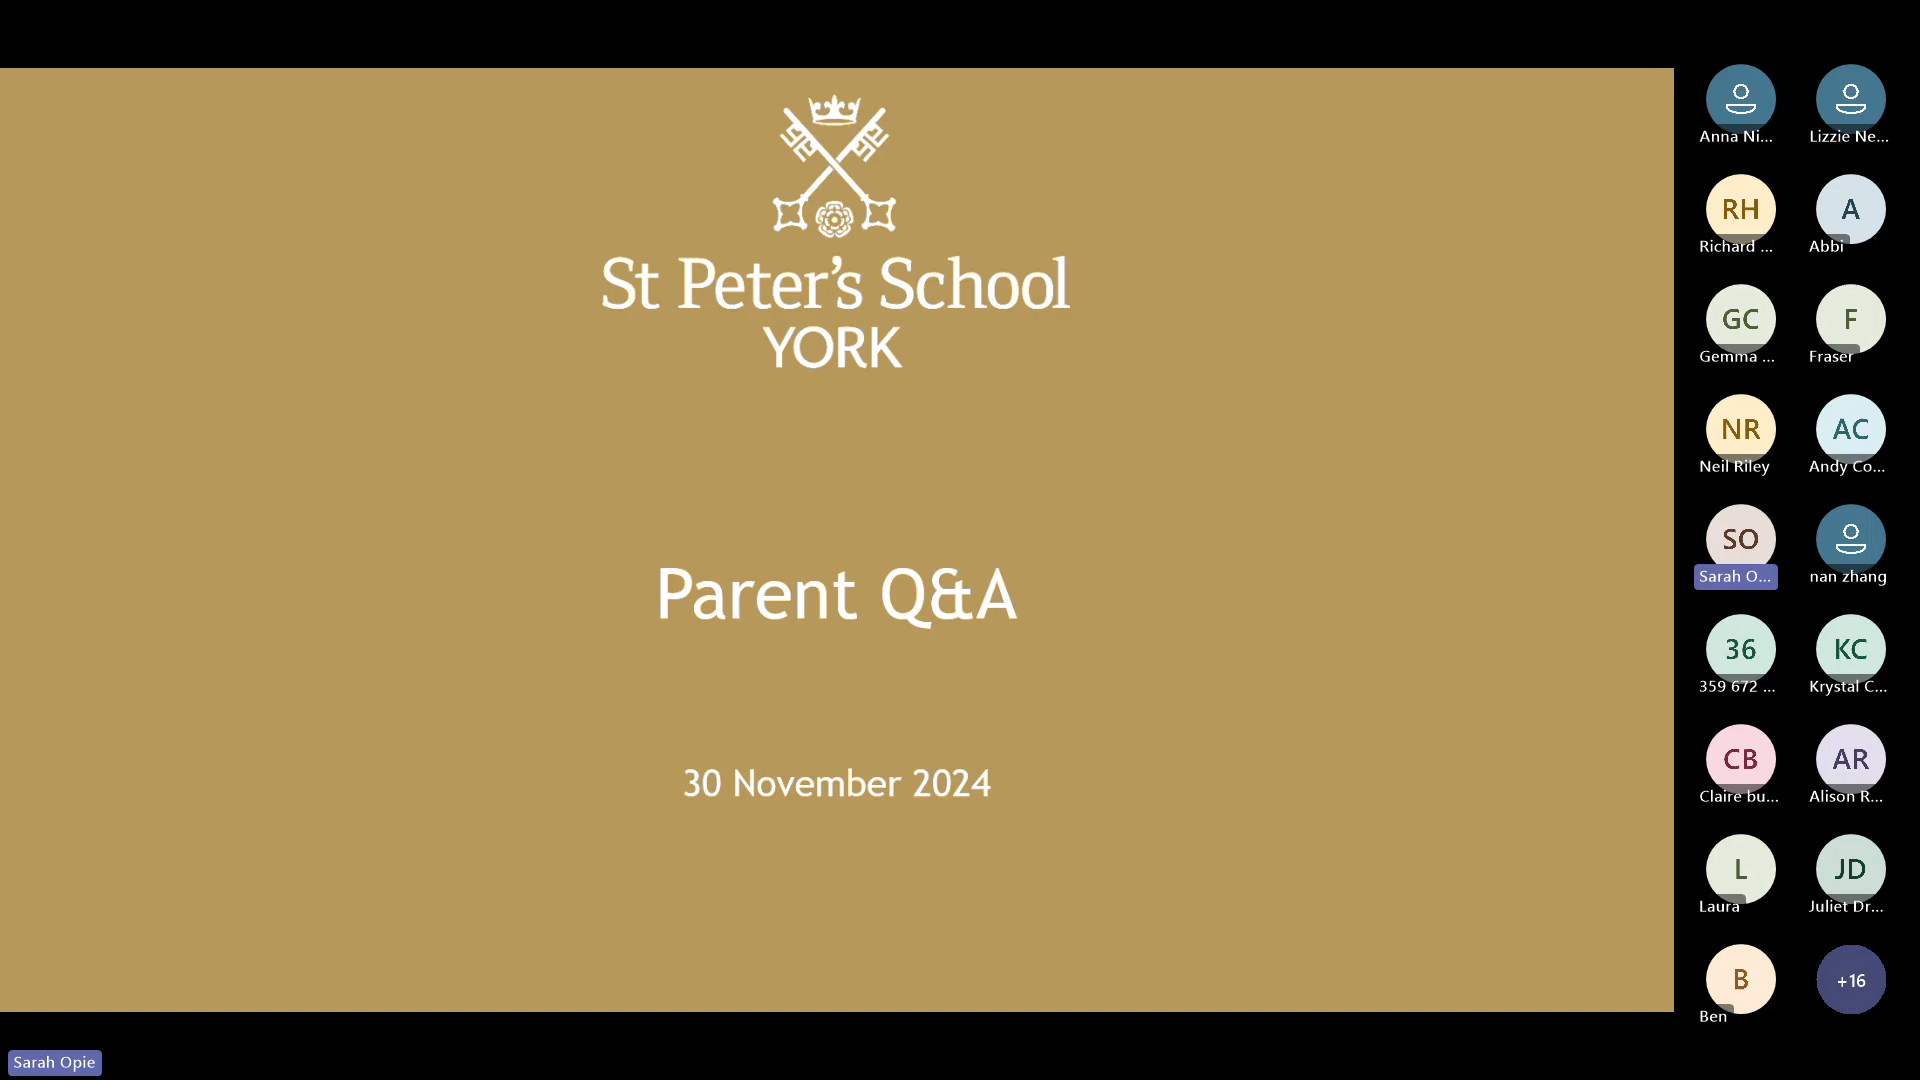 St Peter's School
YORK
Parent Q&A
30 November 2024
Anna Ni...
Lizzie Ne...
RH
Richard ...
A
Abbi
GC
Gemma ...
F
Fraser
NR
Neil Riley
AC
Andy Co...
SO
Sarah O...
nan zhang
36
359 672 ...
KC
Krystal C...
CB
Claire bu...
AR
Alison R...
L
Laura
JD
Juliet Dr...
B
Ben
+16
Sarah Opie